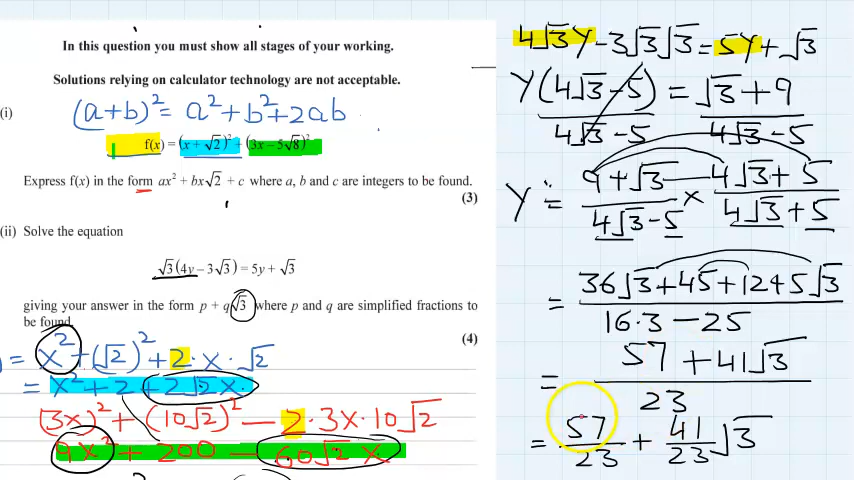 In this question you must show all stages of your working.
Solutions relying on calculator technology are not acceptable.
(i)
(a+b)² = a² + b² + 2ab
f(x) = (x + √2)² + (3x − 5√8)²
Express f(x) in the form ax² + bx√2 + c where a, b and c are integers to be found.
(3)
(ii) Solve the equation
√3(4y − 3√3) = 5y + √3
giving your answer in the form p + q√3 where p and q are simplified fractions to
be found.
(4)
= x² + (√2)² + 2·x·√2
= x² + 2 + 2√2x·
(3x)² + (10√2)² − 2·3x·10√2
9x² + 200 − 60√2 x
4√3Y − 3√3√3 = 5Y + √3
Y(4√3 − 5) = √3 + 9
4√3 − 5 4√3 − 5
Y = 9 + √3 × 4√3 + 5
4√3 − 5 4√3 + 5
= 36√3 + 45 + 12 + 5√3
16·3 − 25
= 57 + 41√3
23
= 57/23 + 41/23 √3